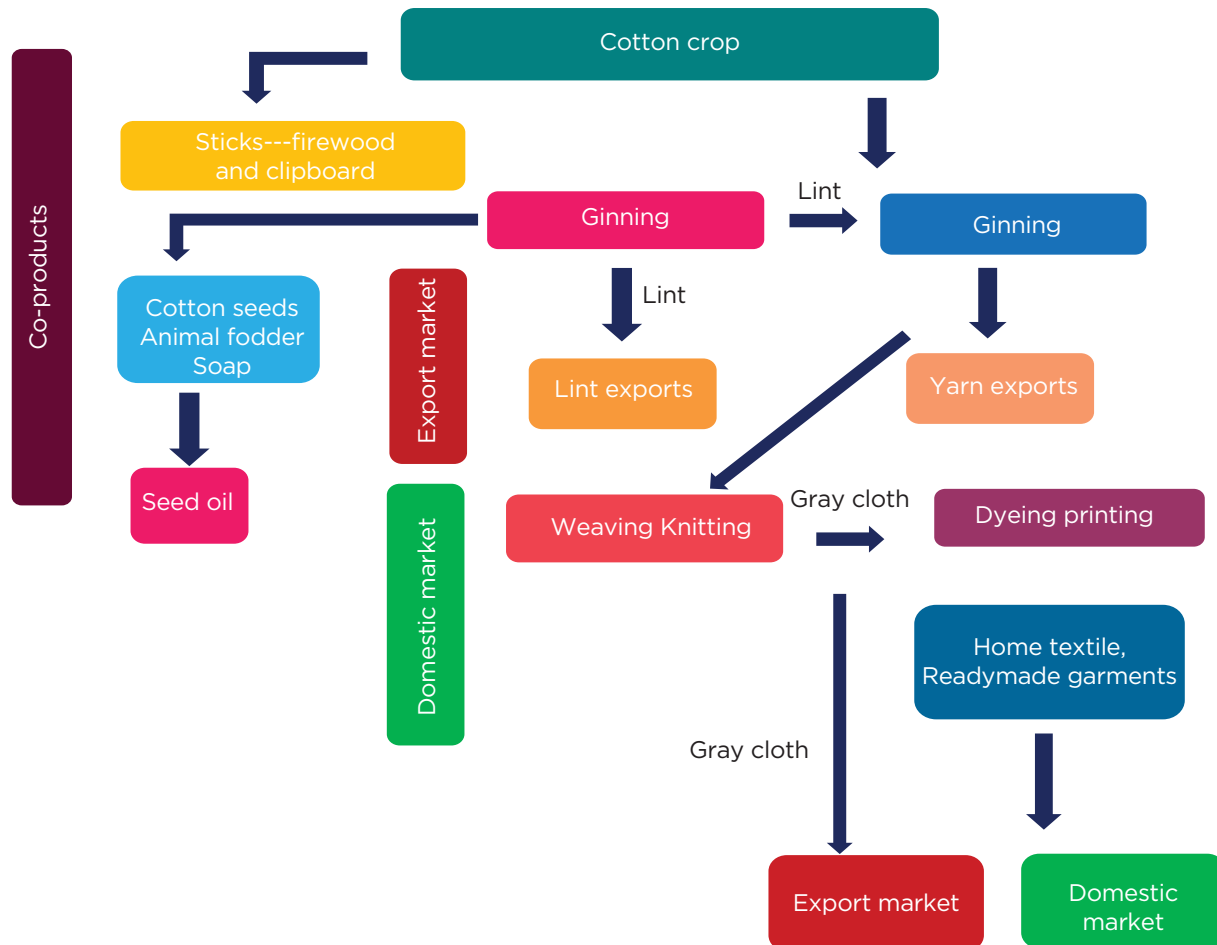 Cotton crop
Co-products
Sticks---firewood
and clipboard
Lint
Ginning
Ginning
Cotton seeds
Animal fodder
Soap
Export market
Lint
Lint exports
Yarn exports
Seed oil
Domestic market
Weaving Knitting
Gray cloth
Dyeing printing
Home textile,
Readymade garments
Gray cloth
Export market
Domestic
market